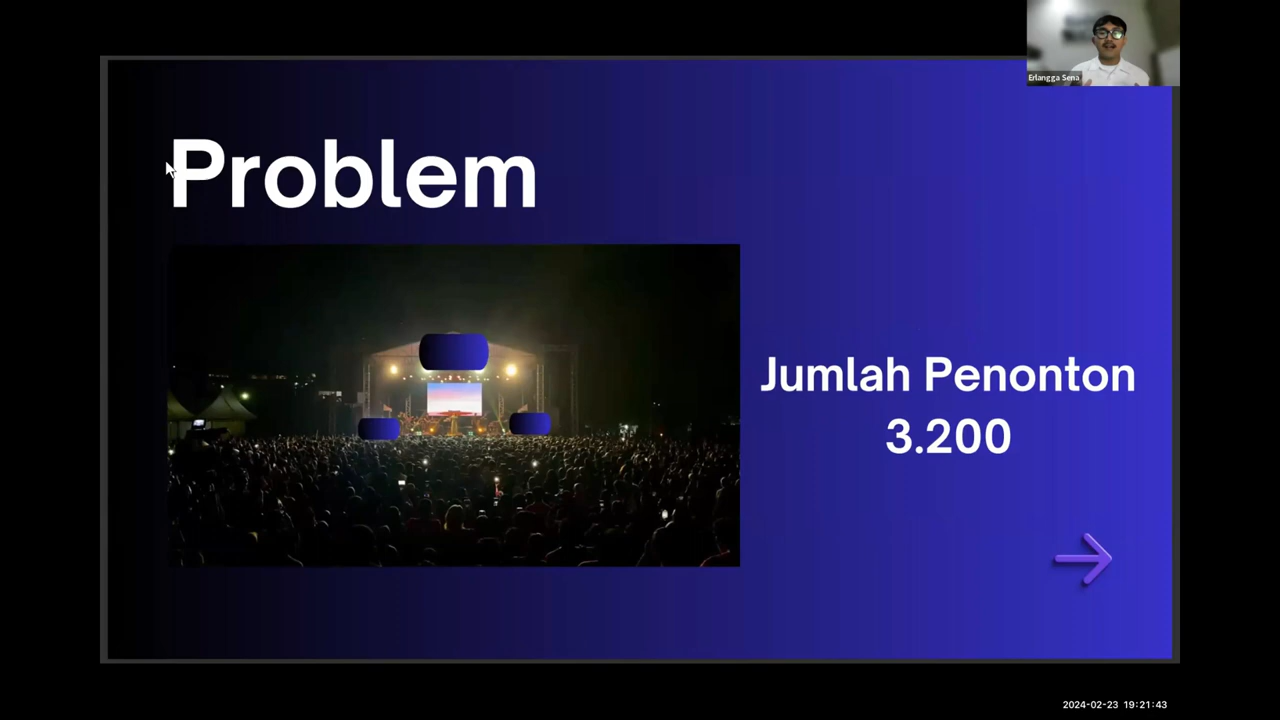 Erlangga Sena
Problem
Jumlah Penonton
3.200
2024-02-23 19:21:43